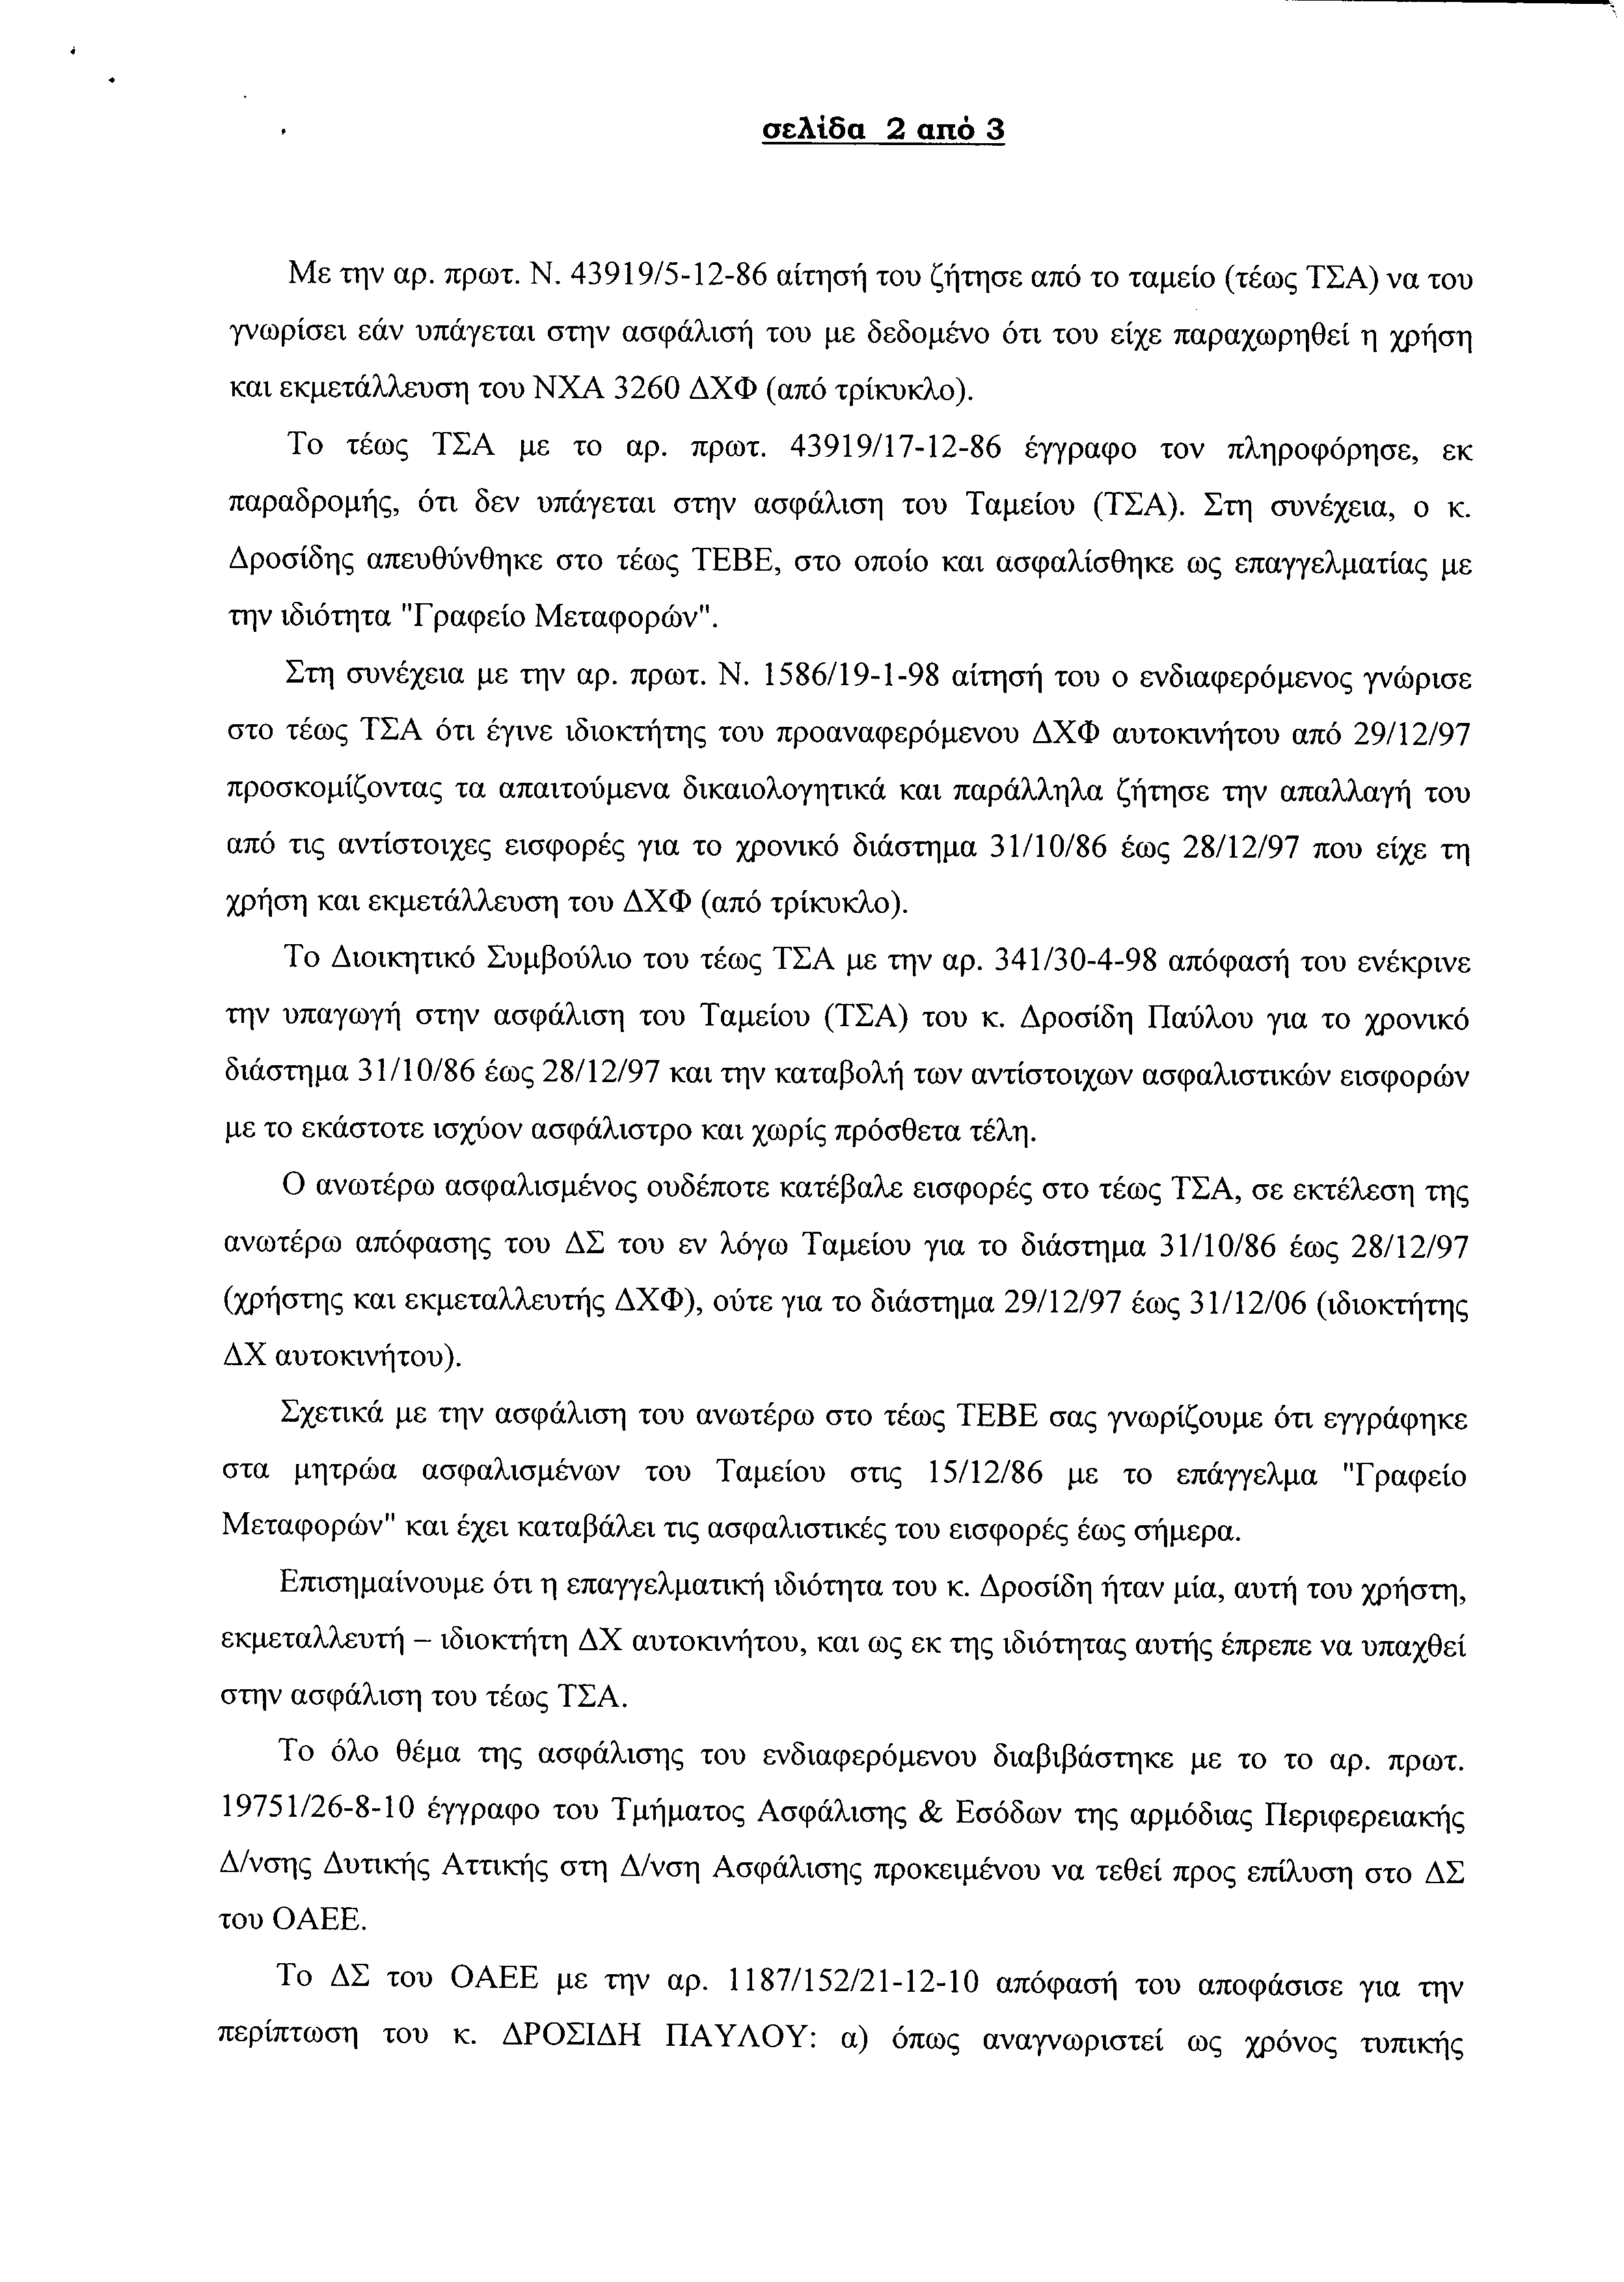 σελίδα 2 από 3
Με την αρ. πρωτ. Ν. 43919/5-12-86 αίτησή του ζήτησε από το ταμείο (τέως ΤΣΑ) να του
γνωρίσει εάν υπάγεται στην ασφάλισή του με δεδομένο ότι του είχε παραχωρηθεί η χρήση
και εκμετάλλευση του ΝΧΑ 3260 ΔΧΦ (από τρίκυκλο).
Το τέως ΤΣΑ με το αρ. πρωτ. 43919/17-12-86 έγγραφο τον πληροφόρησε, εκ
παραδρομής, ότι δεν υπάγεται στην ασφάλιση του Ταμείου (ΤΣΑ). Στη συνέχεια, ο κ.
Δροσίδης απευθύνθηκε στο τέως ΤΕΒΕ, στο οποίο και ασφαλίσθηκε ως επαγγελματίας με
την ιδιότητα "Γραφείο Μεταφορών".
Στη συνέχεια με την αρ. πρωτ. Ν. 1586/19-1-98 αίτησή του ο ενδιαφερόμενος γνώρισε
στο τέως ΤΣΑ ότι έγινε ιδιοκτήτης του προαναφερόμενου ΔΧΦ αυτοκινήτου από 29/12/97
προσκομίζοντας τα απαιτούμενα δικαιολογητικά και παράλληλα ζήτησε την απαλλαγή του
από τις αντίστοιχες εισφορές για το χρονικό διάστημα 31/10/86 έως 28/12/97 που είχε τη
χρήση και εκμετάλλευση του ΔΧΦ (από τρίκυκλο).
Το Διοικητικό Συμβούλιο του τέως ΤΣΑ με την αρ. 341/30-4-98 απόφασή του ενέκρινε
την υπαγωγή στην ασφάλιση του Ταμείου (ΤΣΑ) του κ. Δροσίδη Παύλου για το χρονικό
διάστημα 31/10/86 έως 28/12/97 και την καταβολή των αντίστοιχων ασφαλιστικών εισφορών
με το εκάστοτε ισχύον ασφάλιστρο και χωρίς πρόσθετα τέλη.
Ο ανωτέρω ασφαλισμένος ουδέποτε κατέβαλε εισφορές στο τέως ΤΣΑ, σε εκτέλεση της
ανωτέρω απόφασης του ΔΣ του εν λόγω Ταμείου για το διάστημα 31/10/86 έως 28/12/97
(χρήστης και εκμεταλλευτής ΔΧΦ), ούτε για το διάστημα 29/12/97 έως 31/12/06 (ιδιοκτήτης
ΔΧ αυτοκινήτου).
Σχετικά με την ασφάλιση του ανωτέρω στο τέως ΤΕΒΕ σας γνωρίζουμε ότι εγγράφηκε
στα μητρώα ασφαλισμένων του Ταμείου στις 15/12/86 με το επάγγελμα "Γραφείο
Μεταφορών" και έχει καταβάλει τις ασφαλιστικές του εισφορές έως σήμερα.
Επισημαίνουμε ότι η επαγγελματική ιδιότητα του κ. Δροσίδη ήταν μία, αυτή του χρήστη,
εκμεταλλευτή – ιδιοκτήτη ΔΧ αυτοκινήτου, και ως εκ της ιδιότητας αυτής έπρεπε να υπαχθεί
στην ασφάλιση του τέως ΤΣΑ.
Το όλο θέμα της ασφάλισης του ενδιαφερόμενου διαβιβάστηκε με το το αρ. πρωτ.
19751/26-8-10 έγγραφο του Τμήματος Ασφάλισης & Εσόδων της αρμόδιας Περιφερειακής
Δ/νσης Δυτικής Αττικής στη Δ/νση Ασφάλισης προκειμένου να τεθεί προς επίλυση στο ΔΣ
του ΟΑΕΕ.
Το ΔΣ του ΟΑΕΕ με την αρ. 1187/152/21-12-10 απόφασή του αποφάσισε για την
περίπτωση του κ. ΔΡΟΣΙΔΗ ΠΑΥΛΟΥ: α) όπως αναγνωριστεί ως χρόνος τυπικής